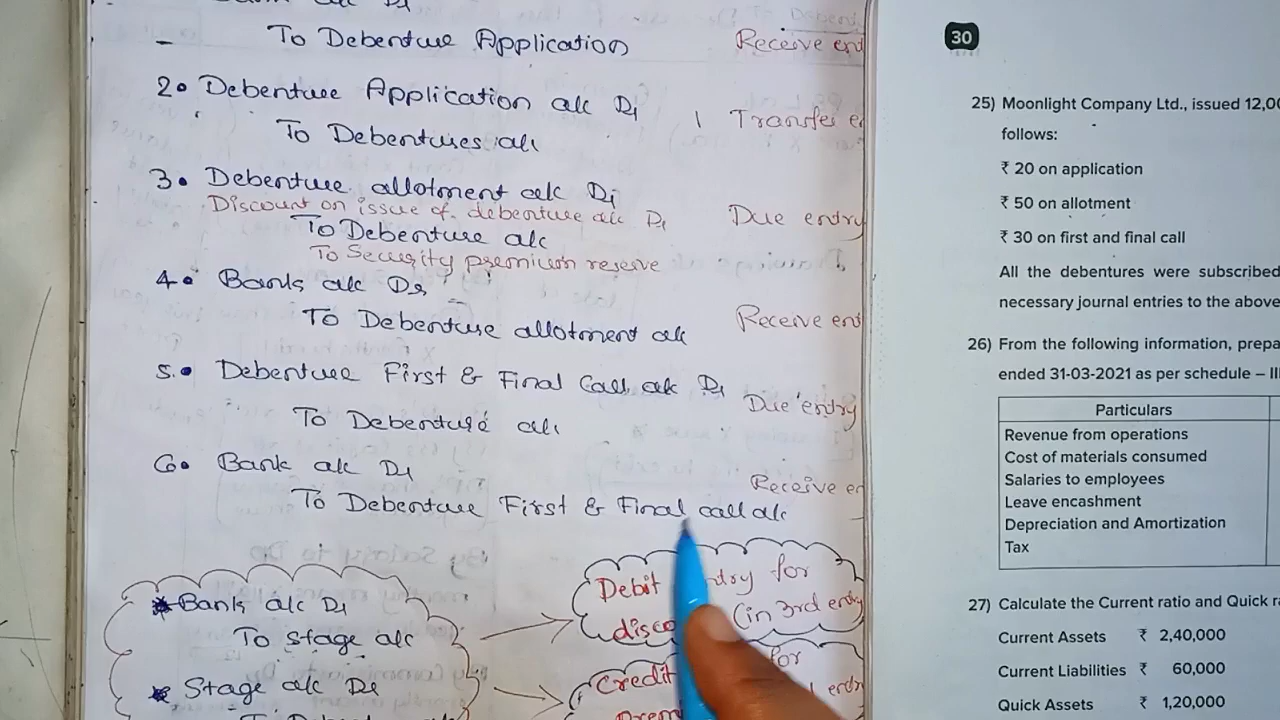 To Debenture Application Receive ent
2. Debenture Application a/c Dr Transfer en
To Debentures a/c
3. Debenture allotment a/c Dr
Discount on issue of debenture a/c Dr Due entry
To Debenture a/c
To Security premium reserve
4. Bank a/c Dr
To Debenture allotment a/c Receive ent
5. Debenture First & Final Call a/c Dr
Due entry
To Debenture a/c
6. Bank a/c Dr
Receive en
To Debenture First & Final call a/c
Bank a/c Dr
To Stage a/c
Stage a/c Dr
Debit for
(in 3rd entry
Credit for
30
25) Moonlight Company Ltd., issued 12,00
follows:
₹ 20 on application
₹ 50 on allotment
₹ 30 on first and final call
All the debentures were subscribed
necessary journal entries to the above
26) From the following information, prepa
ended 31-03-2021 as per schedule – III
Particulars
Revenue from operations
Cost of materials consumed
Salaries to employees
Leave encashment
Depreciation and Amortization
Tax
27) Calculate the Current ratio and Quick ra
Current Assets ₹ 2,40,000
Current Liabilities ₹ 60,000
Quick Assets ₹ 1,20,000